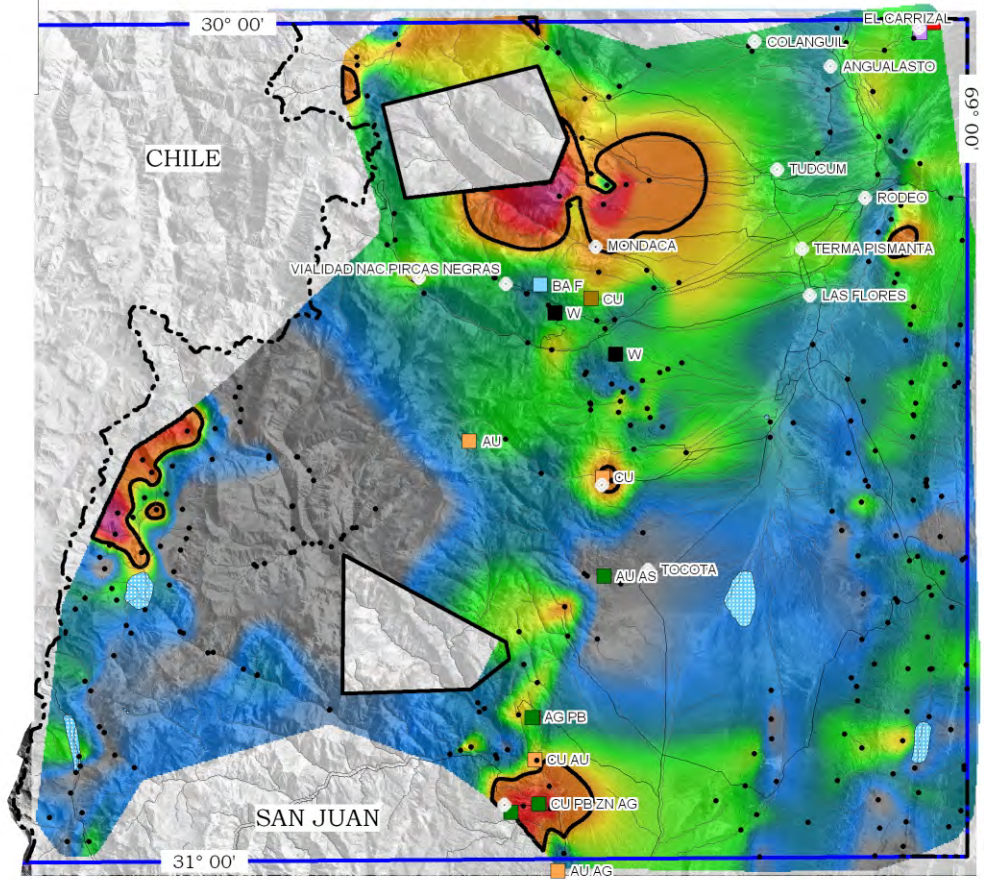 EL CARRIZAL
30° 00'
COLANGUIL
ANGUALASTO
69° 00'
CHILE
TUDCUM
RODEO
MONDACA
TERMA PISMANTA
VIALIDAD NAC PIRCAS NEGRAS
BA F
CU
LAS FLORES
W
W
AU
CU
AU AS
TOCOTA
AG PB
CU AU
CU PB ZN AG
SAN JUAN
31° 00'
AU AG